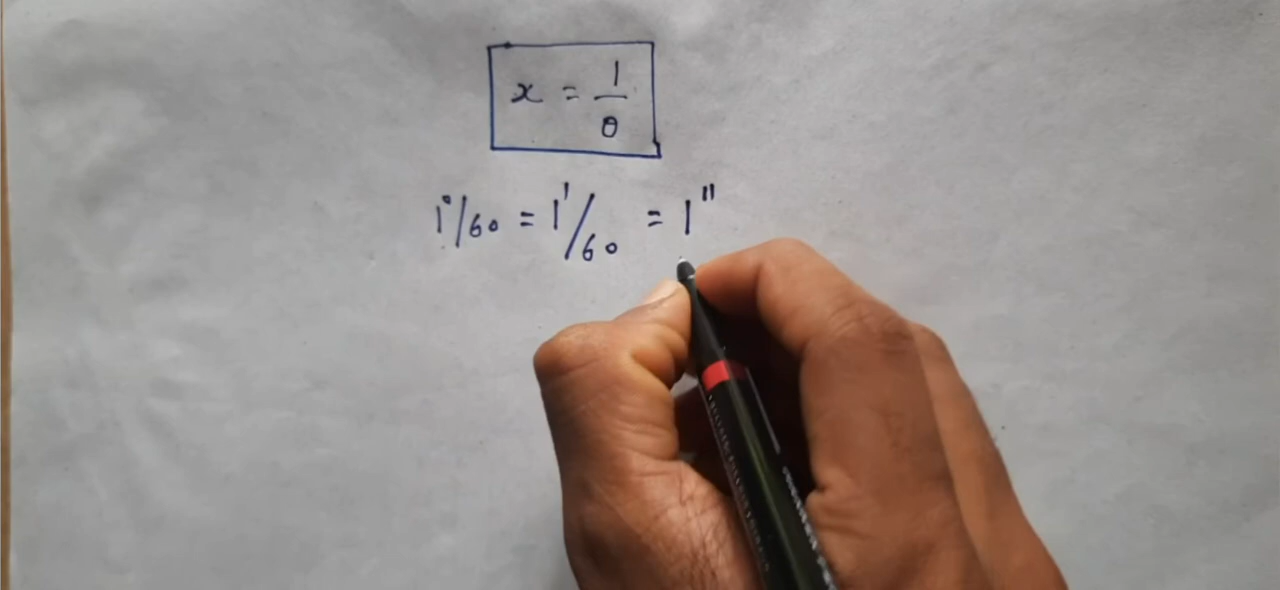 x = 1/θ
1°/60 = 1'/60 = 1"